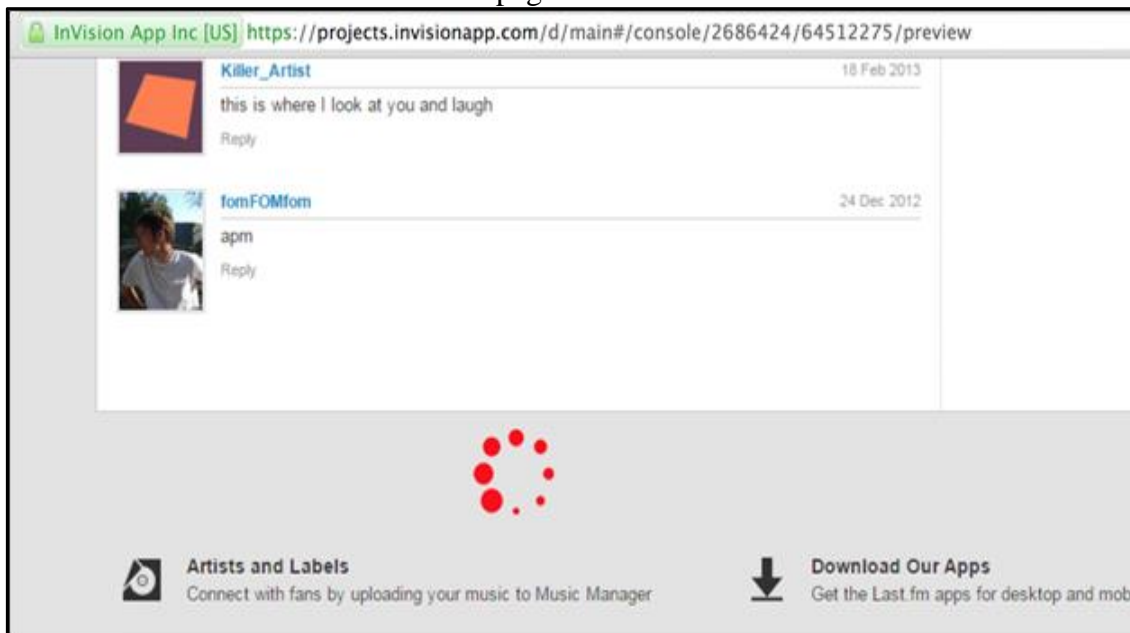 InVision App Inc [US] https://projects.invisionapp.com/d/main#/console/2686424/64512275/preview
Killer_Artist 18 Feb 2013
this is where I look at you and laugh
Reply
fomFOMfom 24 Dec 2012
apm
Reply
Artists and Labels
Connect with fans by uploading your music to Music Manager
Download Our Apps
Get the Last.fm apps for desktop and mob